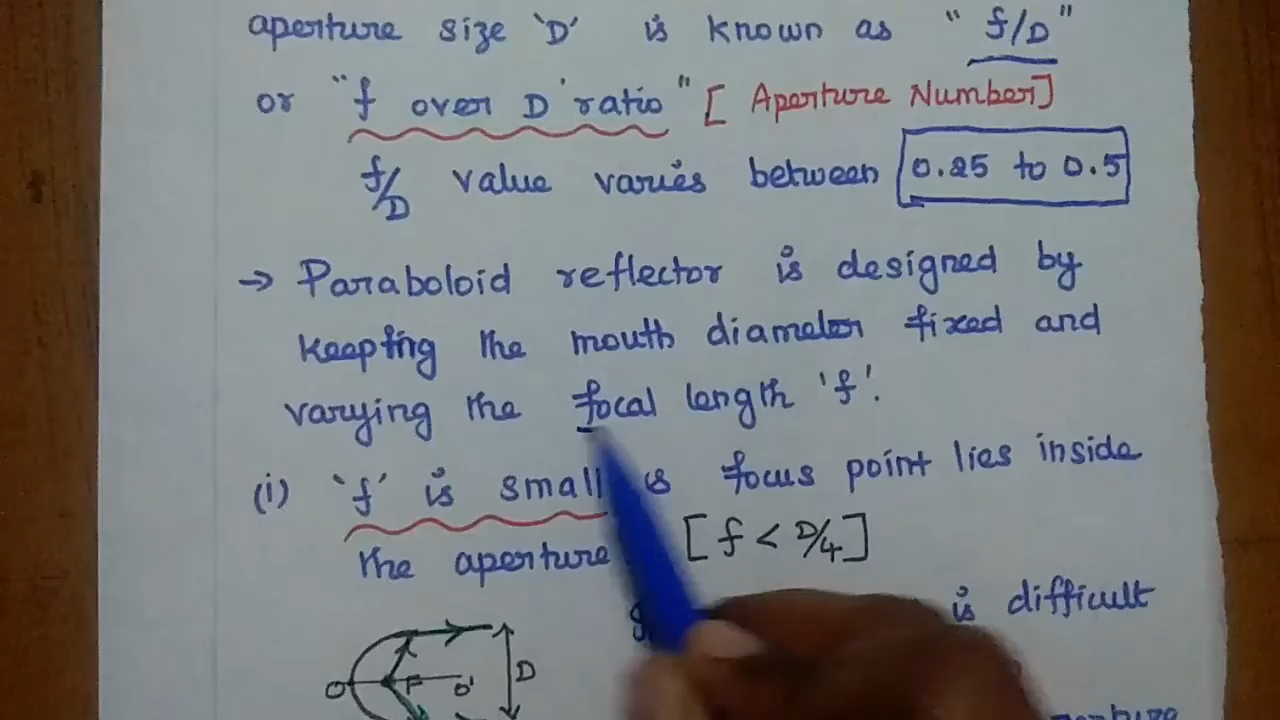 aperture size 'D' is known as "f/D"
or "f over D ratio" [Aperture Number]
f/D value varies between 0.25 to 0.5
→ Paraboloid reflector is designed by
keeping the mouth diameter fixed and
varying the focal length 'f'.
(i) 'f' is small is focus point lies inside
the aperture [f < D/4]
is difficult
O F O' D